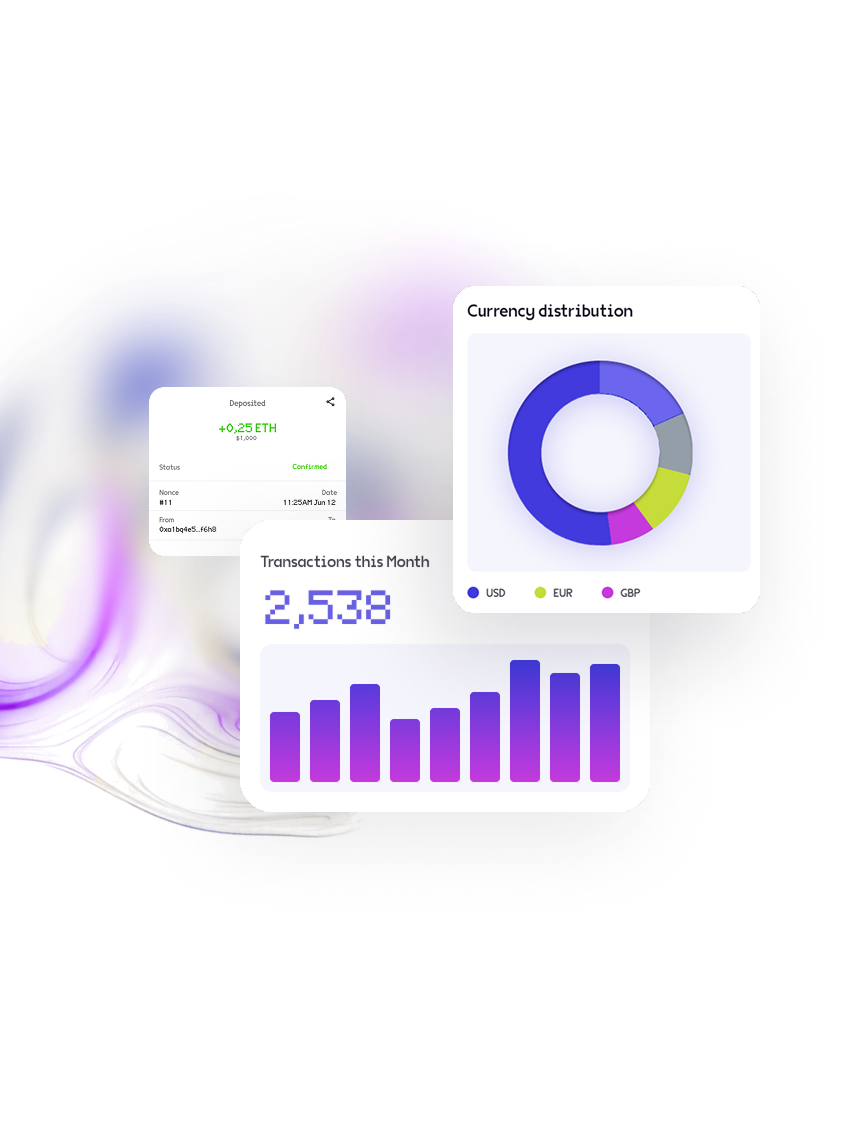 Currency distribution
USD EUR GBP
Deposited
+0,25 ETH
$1,000
Status Confirmed
Nonce Date
#11 11:25AM Jun 12
From
0xa1bq4e5...f6h8
Transactions this Month
2,538